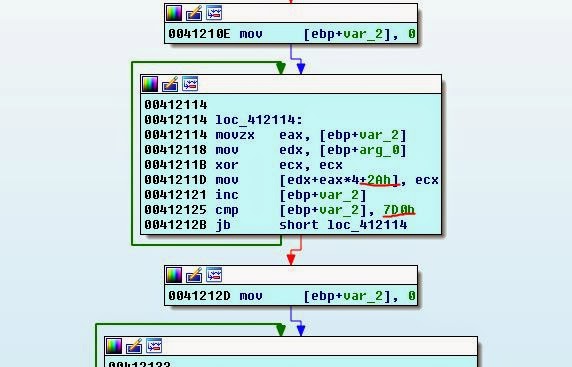 0041210E mov [ebp+var_2], 0
00412114
00412114 loc_412114:
00412114 movzx eax, [ebp+var_2]
00412118 mov edx, [ebp+arg_0]
0041211B xor ecx, ecx
0041211D mov [edx+eax*4+2Ah], ecx
00412121 inc [ebp+var_2]
00412125 cmp [ebp+var_2], 7D0h
0041212B jb short loc_412114
0041212D mov [ebp+var_2], 0
00412133